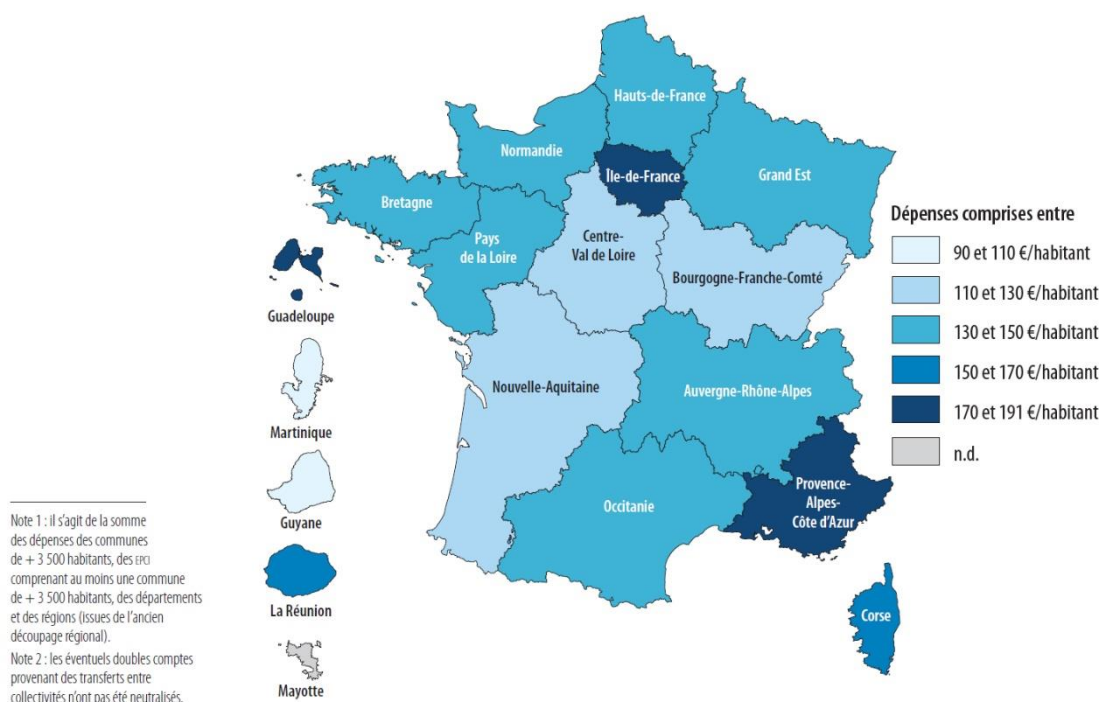 Hauts-de-France
Normandie
Île-de-France
Grand Est
Bretagne
Pays
de la Loire
Centre-
Val de Loire
Bourgogne-Franche-Comté
Nouvelle-Aquitaine
Auvergne-Rhône-Alpes
Occitanie
Provence-
Alpes-
Côte d'Azur
Corse
Guadeloupe
Martinique
Guyane
La Réunion
Mayotte
Dépenses comprises entre
90 et 110 €/habitant
110 et 130 €/habitant
130 et 150 €/habitant
150 et 170 €/habitant
170 et 191 €/habitant
n.d.
Note 1 : il s'agit de la somme
des dépenses des communes
de + 3 500 habitants, des EPCI
comprenant au moins une commune
de + 3 500 habitants, des départements
et des régions (issues de l'ancien
découpage régional).
Note 2 : les éventuels doubles comptes
provenant des transferts entre
collectivités n'ont pas été neutralisés.